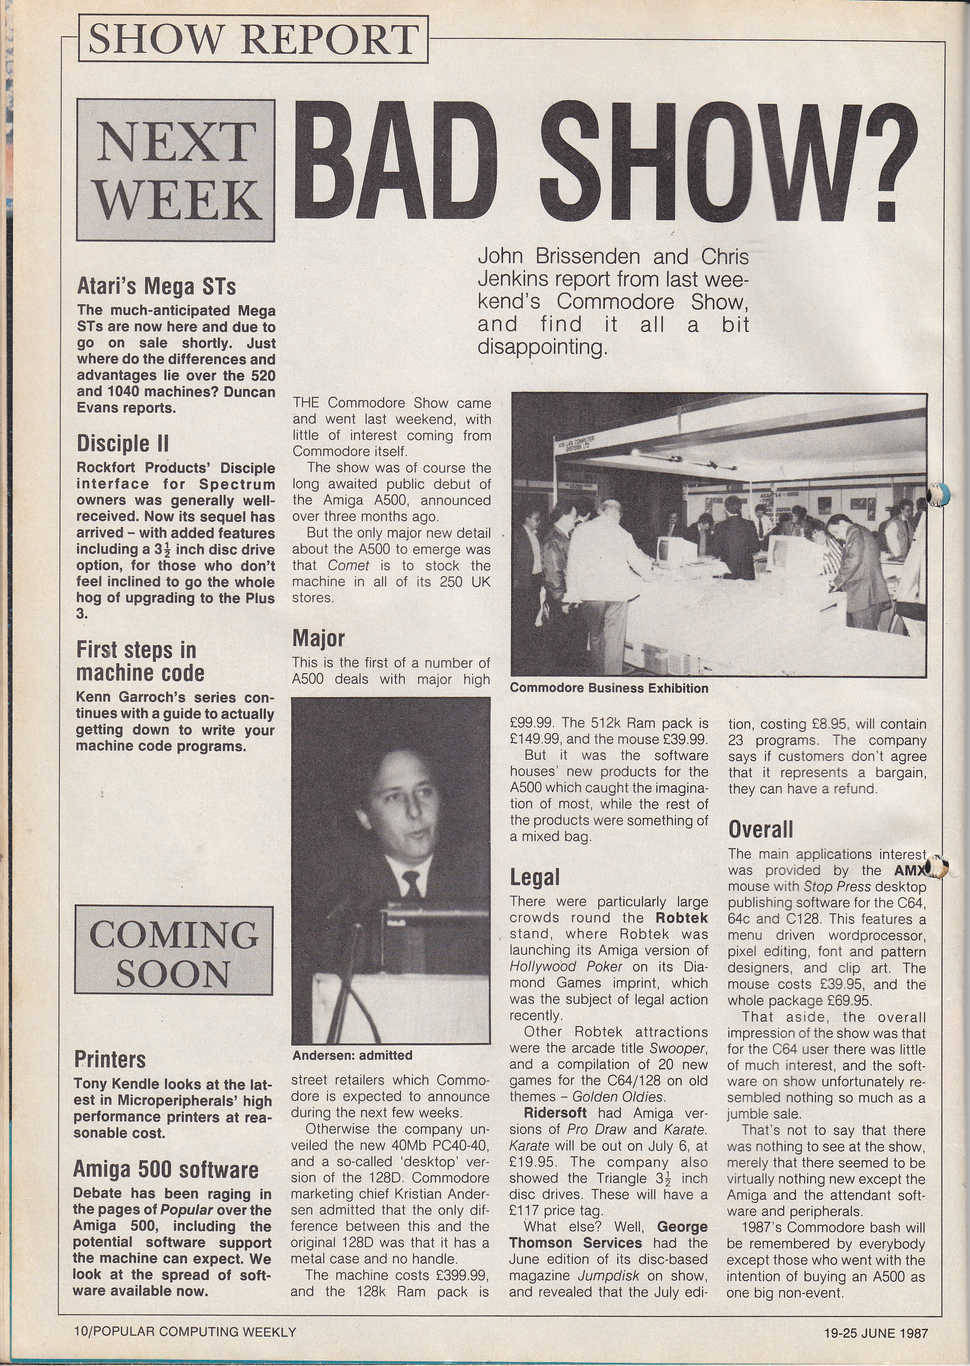 SHOW REPORT
NEXT
WEEK
BAD SHOW?
John Brissenden and Chris
Jenkins report from last wee-
kend's Commodore Show,
and find it all a bit
disappointing.
Atari's Mega STs
The much-anticipated Mega
STs are now here and due to
go on sale shortly. Just
where do the differences and
advantages lie over the 520
and 1040 machines? Duncan
Evans reports.
Disciple II
Rockfort Products' Disciple
interface for Spectrum
owners was generally well-
received. Now its sequel has
arrived – with added features
including a 3½ inch disc drive
option, for those who don't
feel inclined to go the whole
hog of upgrading to the Plus
3.
First steps in
machine code
Kenn Garroch's series con-
tinues with a guide to actually
getting down to write your
machine code programs.
COMING
SOON
Printers
Tony Kendle looks at the lat-
est in Microperipherals' high
performance printers at rea-
sonable cost.
Amiga 500 software
Debate has been raging in
the pages of Popular over the
Amiga 500, including the
potential software support
the machine can expect. We
look at the spread of soft-
ware available now.
THE Commodore Show came
and went last weekend, with
little of interest coming from
Commodore itself.
The show was of course the
long awaited public debut of
the Amiga A500, announced
over three months ago.
But the only major new detail
about the A500 to emerge was
that Comet is to stock the
machine in all of its 250 UK
stores.
Major
This is the first of a number of
A500 deals with major high
Andersen: admitted
street retailers which Commo-
dore is expected to announce
during the next few weeks.
Otherwise the company un-
veiled the new 40Mb PC40-40,
and a so-called 'desktop' ver-
sion of the 128D. Commodore
marketing chief Kristian Ander-
sen admitted that the only dif-
ference between this and the
original 128D was that it has a
metal case and no handle.
The machine costs £399.99,
and the 128k Ram pack is
Commodore Business Exhibition
£99.99. The 512k Ram pack is
£149.99, and the mouse £39.99.
But it was the software
houses' new products for the
A500 which caught the imagina-
tion of most, while the rest of
the products were something of
a mixed bag.
Legal
There were particularly large
crowds round the Robtek
stand, where Robtek was
launching its Amiga version of
Hollywood Poker on its Dia-
mond Games imprint, which
was the subject of legal action
recently.
Other Robtek attractions
were the arcade title Swooper,
and a compilation of 20 new
games for the C64/128 on old
themes – Golden Oldies.
Ridersoft had Amiga ver-
sions of Pro Draw and Karate.
Karate will be out on July 6, at
£19.95. The company also
showed the Triangle 3½ inch
disc drives. These will have a
£117 price tag.
What else? Well, George
Thomson Services had the
June edition of its disc-based
magazine Jumpdisk on show,
and revealed that the July edi-
tion, costing £8.95, will contain
23 programs. The company
says if customers don't agree
that it represents a bargain,
they can have a refund.
Overall
The main applications interest
was provided by the AMX
mouse with Stop Press desktop
publishing software for the C64,
64c and C128. This features a
menu driven wordprocessor,
pixel editing, font and pattern
designers, and clip art. The
mouse costs £39.95, and the
whole package £69.95.
That aside, the overall
impression of the show was that
for the C64 user there was little
of much interest, and the soft-
ware on show unfortunately re-
sembled nothing so much as a
jumble sale.
That's not to say that there
was nothing to see at the show,
merely that there seemed to be
virtually nothing new except the
Amiga and the attendant soft-
ware and peripherals.
1987's Commodore bash will
be remembered by everybody
except those who went with the
intention of buying an A500 as
one big non-event.
10/POPULAR COMPUTING WEEKLY
19-25 JUNE 1987